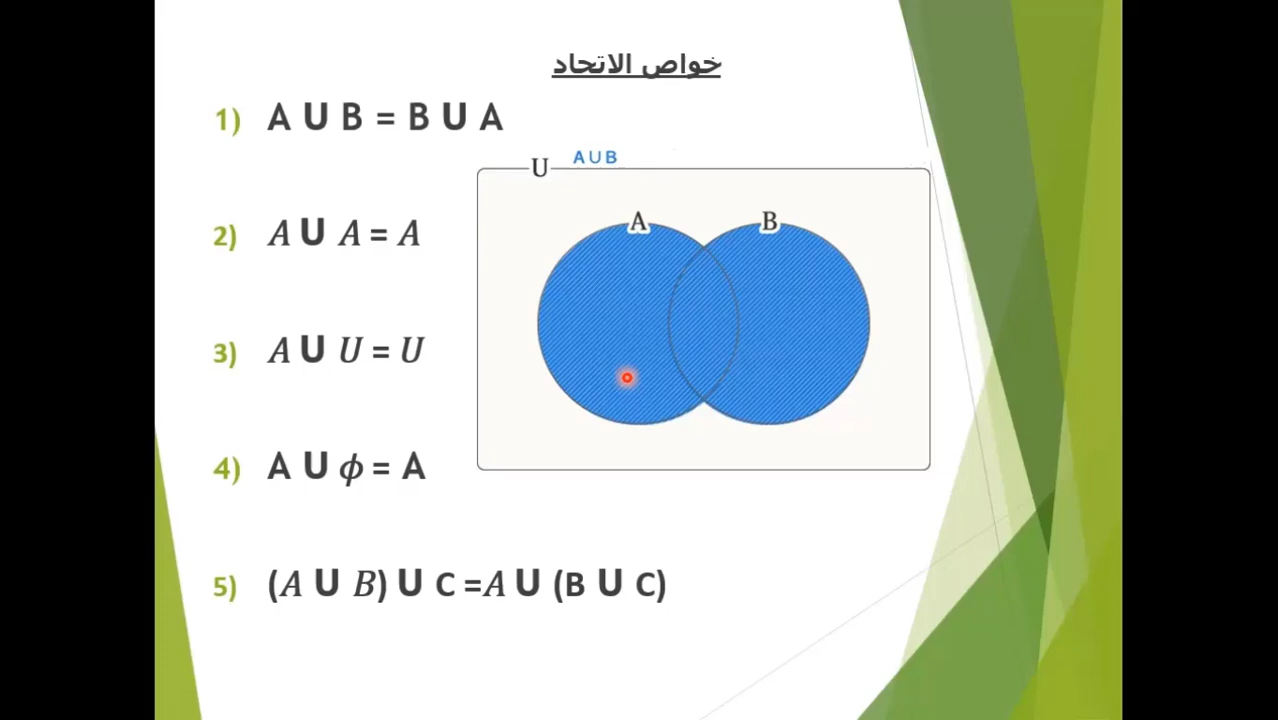 خواص الاتحاد
1) A U B = B U A
U A∪B
A B
2) A U A = A
3) A U U = U
4) A U ϕ = A
5) (A U B) U C =A U (B U C)